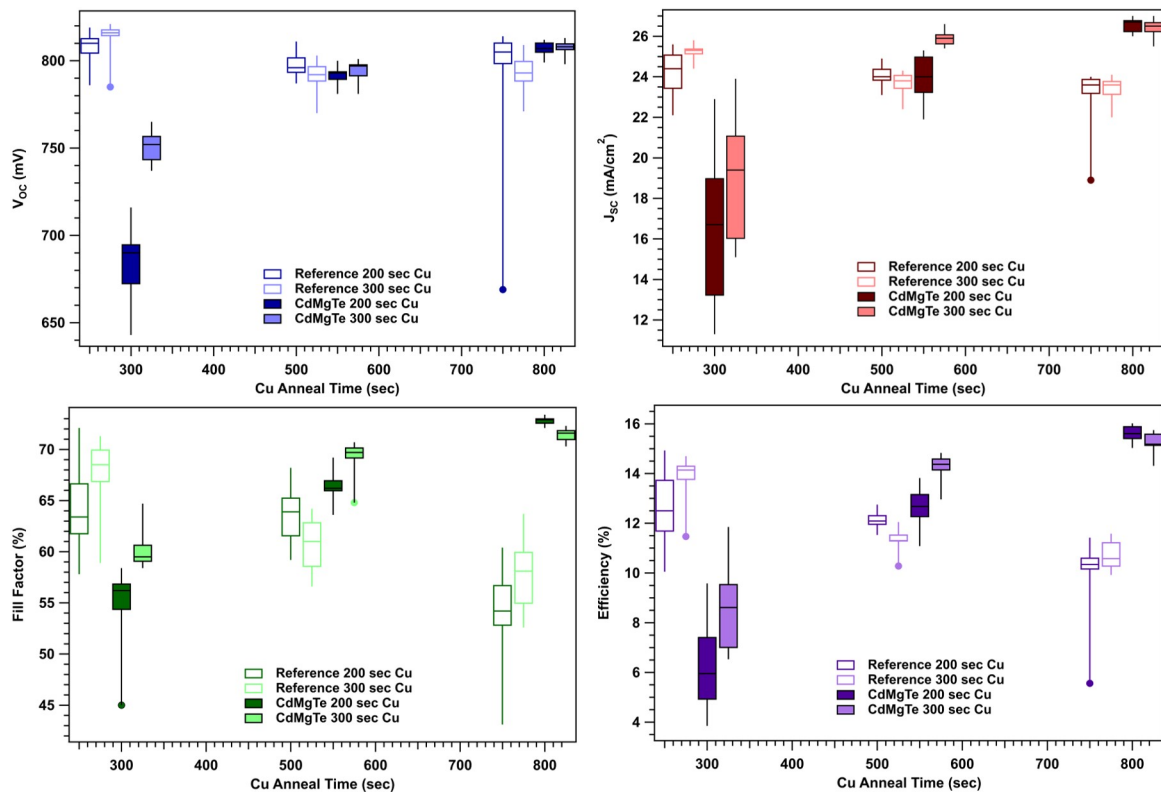 800
750
700
650
V_OC (mV)
300
400
500
600
700
800
Cu Anneal Time (sec)
Reference 200 sec Cu
Reference 300 sec Cu
CdMgTe 200 sec Cu
CdMgTe 300 sec Cu
26
24
22
20
18
16
14
12
J_SC (mA/cm²)
300
400
500
600
700
800
Cu Anneal Time (sec)
Reference 200 sec Cu
Reference 300 sec Cu
CdMgTe 200 sec Cu
CdMgTe 300 sec Cu
70
65
60
55
50
45
Fill Factor (%)
300
400
500
600
700
800
Cu Anneal Time (sec)
Reference 200 sec Cu
Reference 300 sec Cu
CdMgTe 200 sec Cu
CdMgTe 300 sec Cu
16
14
12
10
8
6
4
Efficiency (%)
300
400
500
600
700
800
Cu Anneal Time (sec)
Reference 200 sec Cu
Reference 300 sec Cu
CdMgTe 200 sec Cu
CdMgTe 300 sec Cu